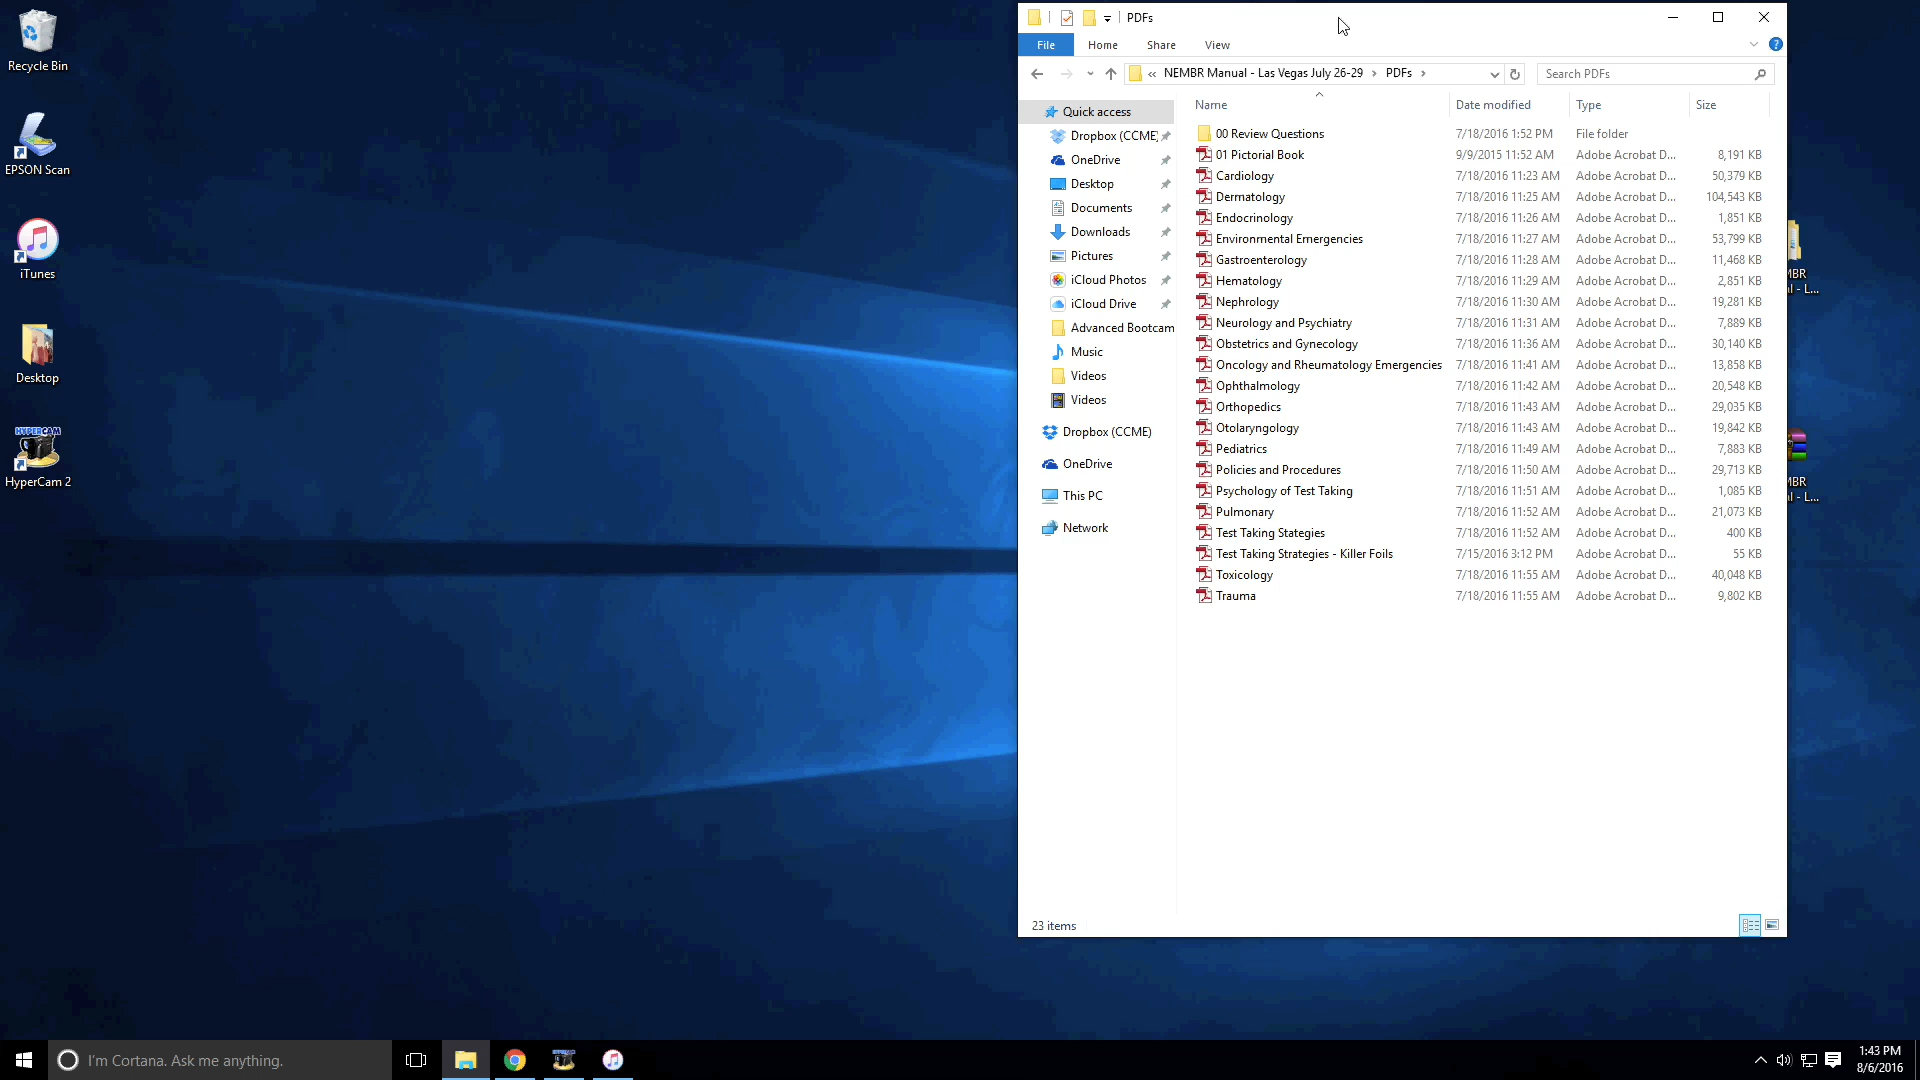 Recycle Bin
EPSON Scan
iTunes
Desktop
HYPERCAM
HyperCam 2
PDFs
File Home Share View
« NEMBR Manual - Las Vegas July 26-29 › PDFs ›
Search PDFs
Quick access
Dropbox (CCME)
OneDrive
Desktop
Documents
Downloads
Pictures
iCloud Photos
iCloud Drive
Advanced Bootcam
Music
Videos
Videos
Dropbox (CCME)
OneDrive
This PC
Network
Name Date modified Type Size
00 Review Questions 7/18/2016 1:52 PM File folder
01 Pictorial Book 9/9/2015 11:52 AM Adobe Acrobat D... 8,191 KB
Cardiology 7/18/2016 11:23 AM Adobe Acrobat D... 50,379 KB
Dermatology 7/18/2016 11:25 AM Adobe Acrobat D... 104,543 KB
Endocrinology 7/18/2016 11:26 AM Adobe Acrobat D... 1,851 KB
Environmental Emergencies 7/18/2016 11:27 AM Adobe Acrobat D... 53,799 KB
Gastroenterology 7/18/2016 11:28 AM Adobe Acrobat D... 11,468 KB
Hematology 7/18/2016 11:29 AM Adobe Acrobat D... 2,851 KB
Nephrology 7/18/2016 11:30 AM Adobe Acrobat D... 19,281 KB
Neurology and Psychiatry 7/18/2016 11:31 AM Adobe Acrobat D... 7,889 KB
Obstetrics and Gynecology 7/18/2016 11:36 AM Adobe Acrobat D... 30,140 KB
Oncology and Rheumatology Emergencies 7/18/2016 11:41 AM Adobe Acrobat D... 13,858 KB
Ophthalmology 7/18/2016 11:42 AM Adobe Acrobat D... 20,548 KB
Orthopedics 7/18/2016 11:43 AM Adobe Acrobat D... 29,035 KB
Otolaryngology 7/18/2016 11:43 AM Adobe Acrobat D... 19,842 KB
Pediatrics 7/18/2016 11:49 AM Adobe Acrobat D... 7,883 KB
Policies and Procedures 7/18/2016 11:50 AM Adobe Acrobat D... 29,713 KB
Psychology of Test Taking 7/18/2016 11:51 AM Adobe Acrobat D... 1,085 KB
Pulmonary 7/18/2016 11:52 AM Adobe Acrobat D... 21,073 KB
Test Taking Stategies 7/18/2016 11:52 AM Adobe Acrobat D... 400 KB
Test Taking Strategies - Killer Foils 7/15/2016 3:12 PM Adobe Acrobat D... 55 KB
Toxicology 7/18/2016 11:55 AM Adobe Acrobat D... 40,048 KB
Trauma 7/18/2016 11:55 AM Adobe Acrobat D... 9,802 KB
23 items
MBR
l - L...
MBR
l - L...
I'm Cortana. Ask me anything.
1:43 PM
8/6/2016